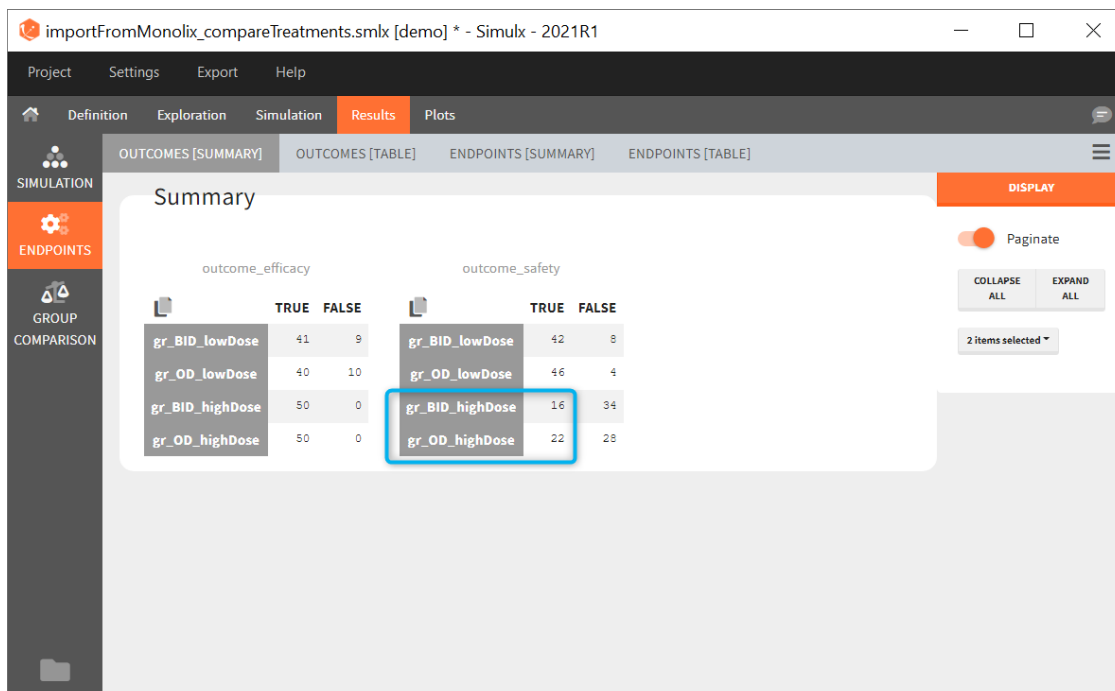 importFromMonolix_compareTreatments.smlx [demo] * - Simulx - 2021R1
Project Settings Export Help
Definition Exploration Simulation Results Plots
OUTCOMES [SUMMARY] OUTCOMES [TABLE] ENDPOINTS [SUMMARY] ENDPOINTS [TABLE]
SIMULATION
ENDPOINTS
GROUP
COMPARISON
Summary
outcome_efficacy
TRUE FALSE
gr_BID_lowDose 41 9
gr_OD_lowDose 40 10
gr_BID_highDose 50 0
gr_OD_highDose 50 0
outcome_safety
TRUE FALSE
gr_BID_lowDose 42 8
gr_OD_lowDose 46 4
gr_BID_highDose 16 34
gr_OD_highDose 22 28
DISPLAY
Paginate
COLLAPSE
ALL
EXPAND
ALL
2 items selected